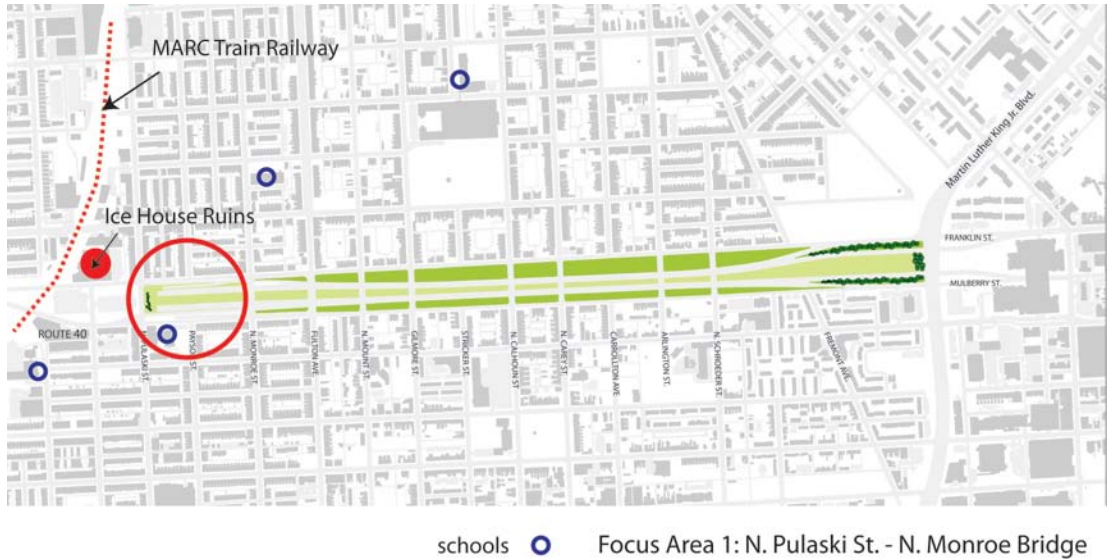 MARC Train Railway
Martin Luther King Jr. Blvd.
Ice House Ruins
FRANKLIN ST.
MULBERRY ST.
ROUTE 40
N. PULASKI ST.
PAYSON ST.
N. MONROE ST.
FULTON AVE.
N. MOUNT ST.
GILMORE ST.
STRICKER ST.
N. CALHOUN ST
N. CAREY ST.
CARROLLTON AVE.
ARLINGTON ST.
N. SCHROEDER ST.
FREMONT AVE.
schools
Focus Area 1: N. Pulaski St. - N. Monroe Bridge